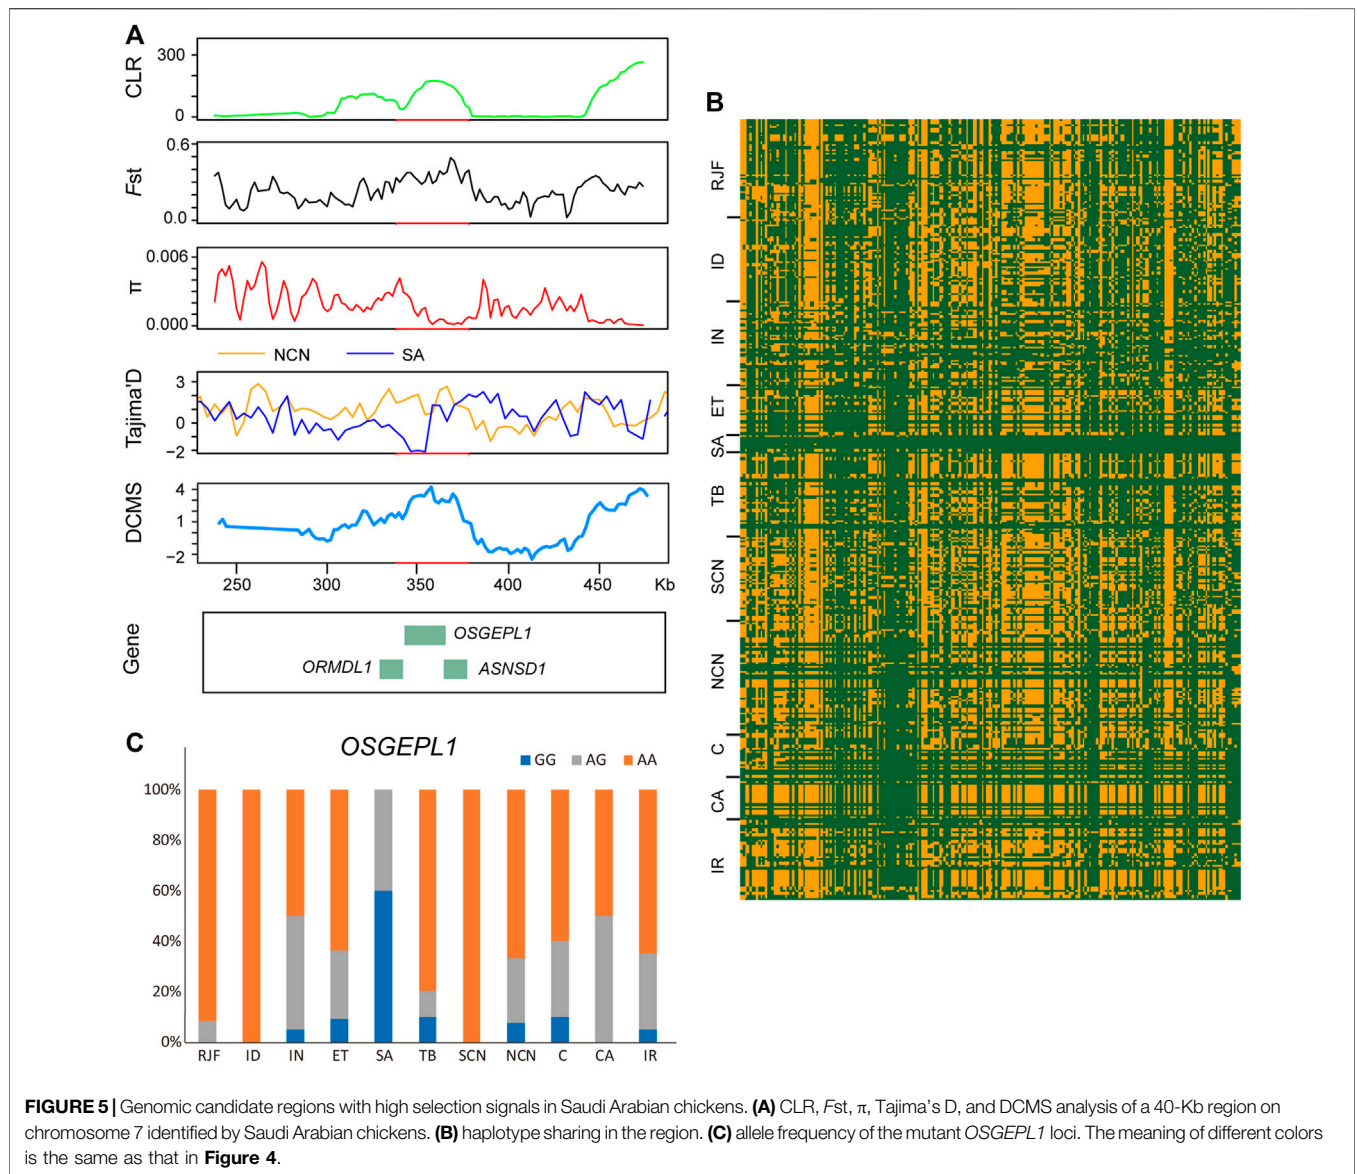 A
CLR
300
0
Fst
0.6
0.0
π
0.006
0.000
NCN
SA
Tajima'D
3
0
−2
DCMS
4
1
−2
250
300
350
400
450
Kb
Gene
OSGEPL1
ORMDL1
ASNSD1
B
RJF
ID
IN
ET
SA
TB
SCN
NCN
C
CA
IR
C
OSGEPL1
GG
AG
AA
100%
80%
60%
40%
20%
0%
RJF
ID
IN
ET
SA
TB
SCN
NCN
C
CA
IR
FIGURE 5 | Genomic candidate regions with high selection signals in Saudi Arabian chickens. (A) CLR, Fst, π, Tajima's D, and DCMS analysis of a 40-Kb region on
chromosome 7 identified by Saudi Arabian chickens. (B) haplotype sharing in the region. (C) allele frequency of the mutant OSGEPL1 loci. The meaning of different colors
is the same as that in Figure 4.